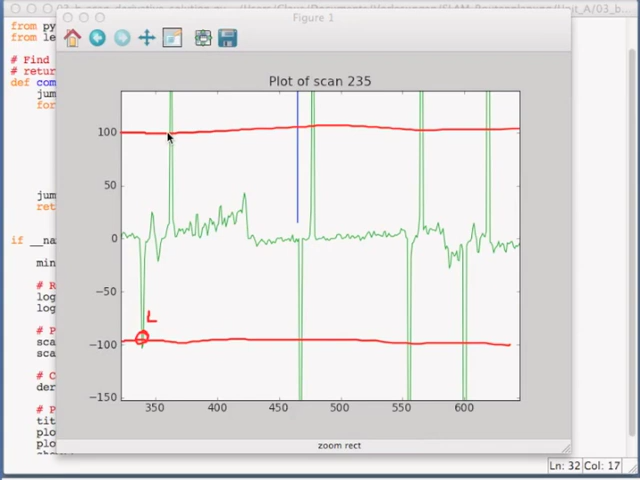 Figure 1
from py
from le
# Find
# retur
def com
jum
for
jum
ret
if __na
min
# R
log
log
# P
sca
sca
# C
der
# P
tit
plo
plo
Plot of scan 235
100
50
0
−50
−100
−150
350
400
450
500
550
600
L
zoom rect
Ln: 32 Col: 17